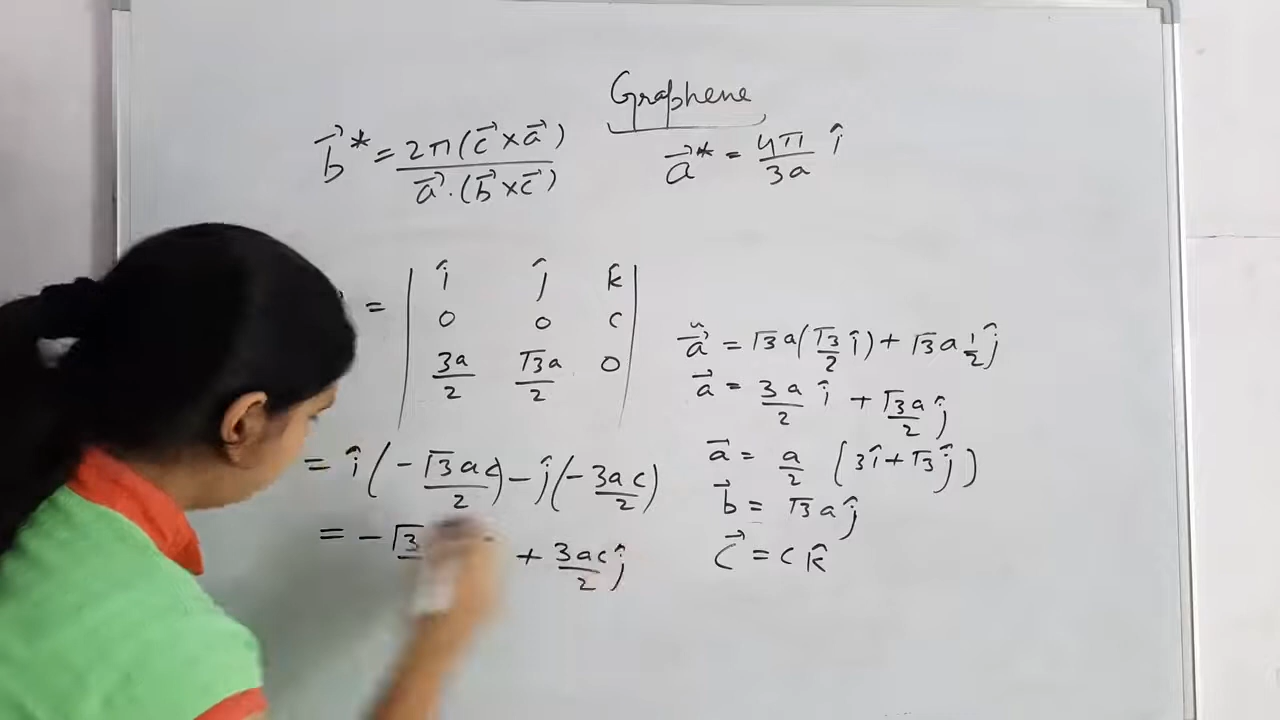 Graphene
b⃗* = 2π(c⃗ × a⃗) / a⃗.(b⃗ × c⃗)
a⃗* = 4π/3a î
= | î ĵ k̂ |
| 0 0 c |
| 3a/2 √3a/2 0 |
= î(-√3ac/2) - ĵ(-3ac/2)
= -√3 + 3ac/2 ĵ
a⃗ = √3a(√3/2 î) + √3a 1/2 ĵ
a⃗ = 3a/2 î + √3a/2 ĵ
a⃗ = a/2 (3î + √3ĵ)
b⃗ = √3a ĵ
c⃗ = c k̂